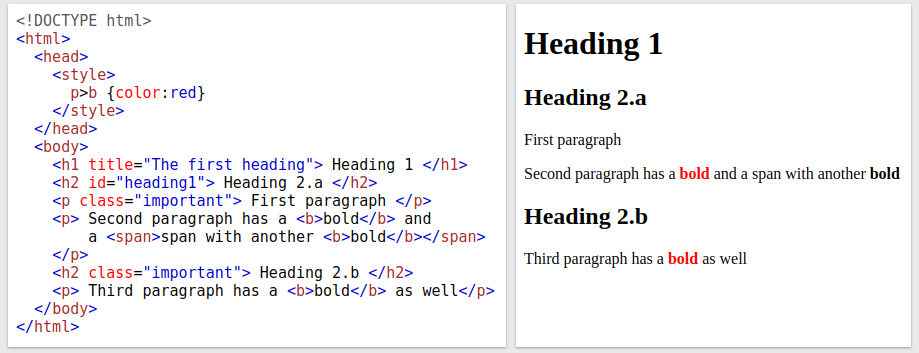 <!DOCTYPE html>
<html>
  <head>
    <style>
      p>b {color:red}
    </style>
  </head>
  <body>
    <h1 title="The first heading"> Heading 1 </h1>
    <h2 id="heading1"> Heading 2.a </h2>
    <p class="important"> First paragraph </p>
    <p> Second paragraph has a <b>bold</b> and
        a <span>span with another <b>bold</b></span>
    </p>
    <h2 class="important"> Heading 2.b </h2>
    <p> Third paragraph has a <b>bold</b> as well</p>
  </body>
</html>
Heading 1
Heading 2.a
First paragraph
Second paragraph has a bold and a span with another bold
Heading 2.b
Third paragraph has a bold as well